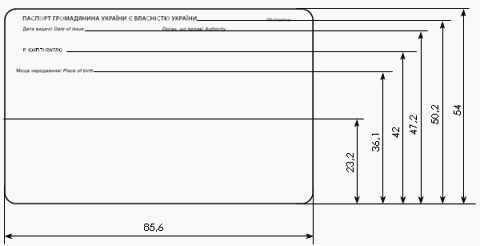 ПАСПОРТ ГРОМАДЯНИНА УКРАЇНИ Є ВЛАСНІСТЮ УКРАЇНИ
Дата видачі/ Date of issue Орган, що видав/ Authority
Місце народження/ Place of birth
23,2
36,1
42
47,2
50,2
54
85,6